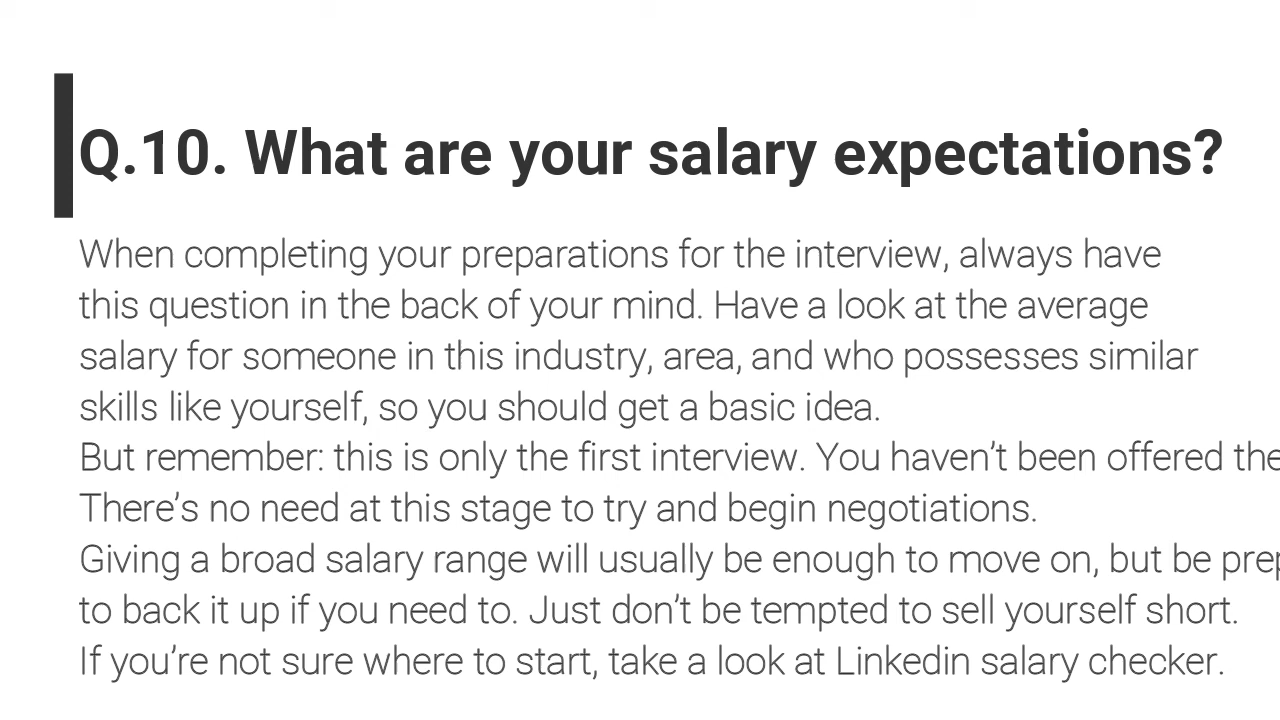 Q.10. What are your salary expectations?
When completing your preparations for the interview, always have
this question in the back of your mind. Have a look at the average
salary for someone in this industry, area, and who possesses similar
skills like yourself, so you should get a basic idea.
But remember: this is only the first interview. You haven’t been offered the
There’s no need at this stage to try and begin negotiations.
Giving a broad salary range will usually be enough to move on, but be
to back it up if you need to. Just don’t be tempted to sell yourself short.
If you’re not sure where to start, take a look at Linkedin salary checker.